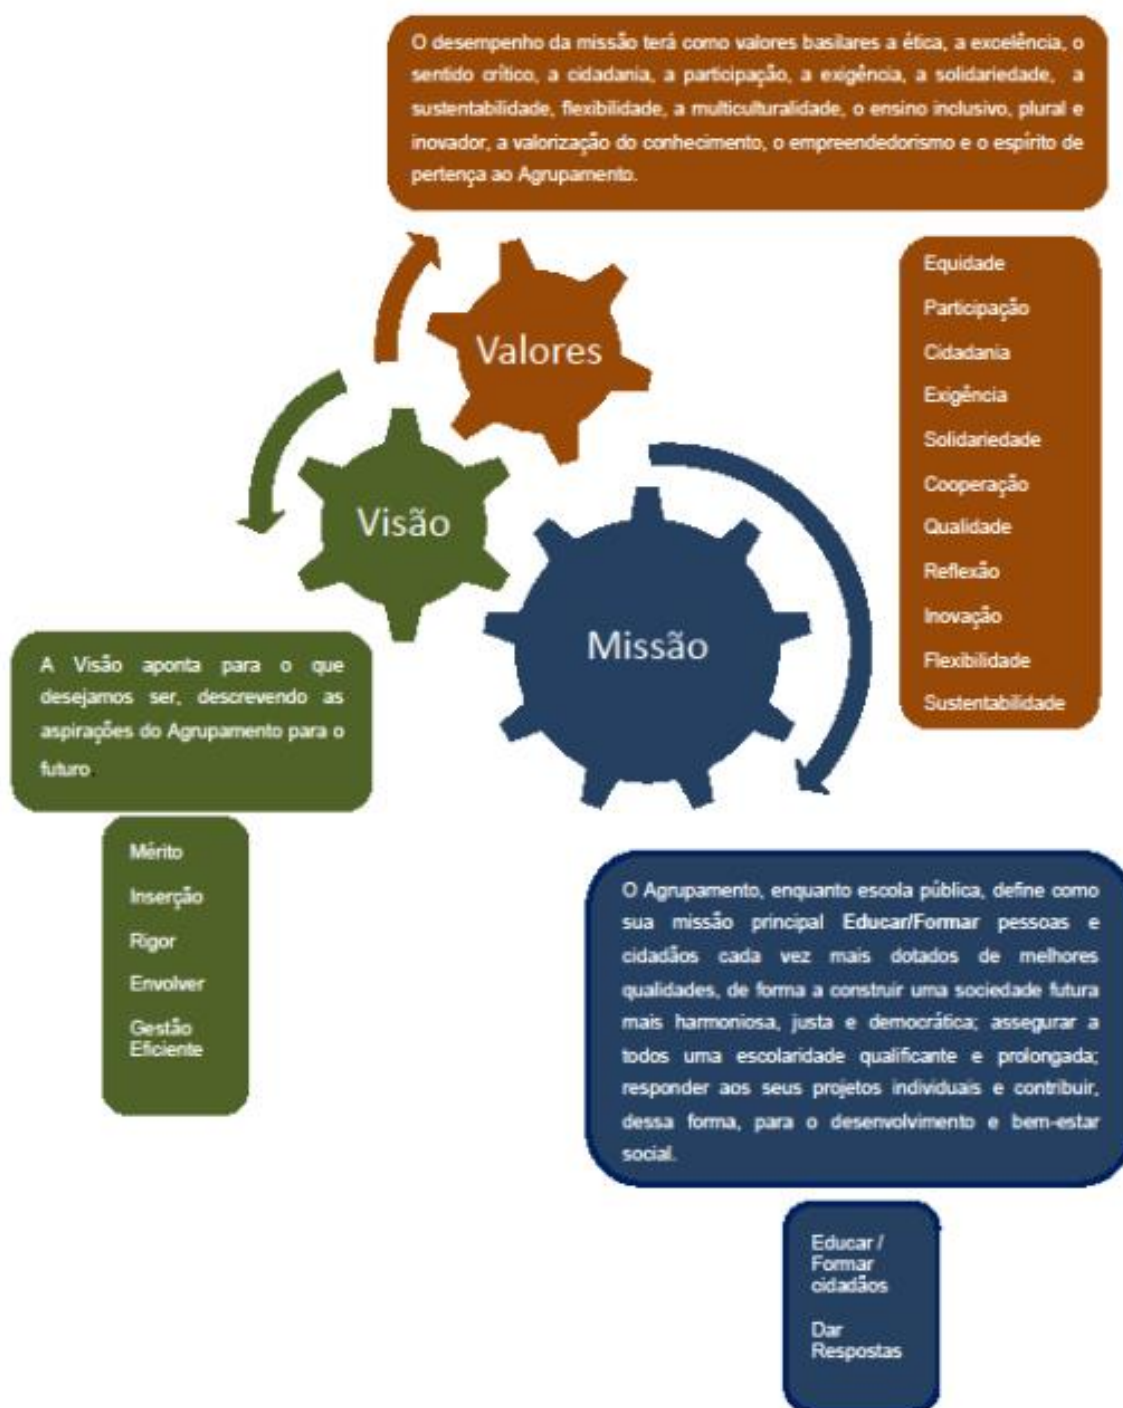 O desempenho da missão terá como valores basilares a ética, a excelência, o
sentido crítico, a cidadania, a participação, a exigência, a solidariedade, a
sustentabilidade, flexibilidade, a multiculturalidade, o ensino inclusivo, plural e
inovador, a valorização do conhecimento, o empreendedorismo e o espírito de
pertença ao Agrupamento.
Valores
Equidade
Participação
Cidadania
Exigência
Solidariedade
Cooperação
Qualidade
Reflexão
Inovação
Flexibilidade
Sustentabilidade
Visão
Missão
A Visão aponta para o que
desejamos ser, descrevendo as
aspirações do Agrupamento para o
futuro.
Mérito
Inserção
Rigor
Envolver
Gestão
Eficiente
O Agrupamento, enquanto escola pública, define como
sua missão principal Educar/Formar pessoas e
cidadãos cada vez mais dotados de melhores
qualidades, de forma a construir uma sociedade futura
mais harmoniosa, justa e democrática; assegurar a
todos uma escolaridade qualificante e prolongada;
responder aos seus projetos individuais e contribuir,
dessa forma, para o desenvolvimento e bem-estar
social.
Educar /
Formar
cidadãos
Dar
Respostas